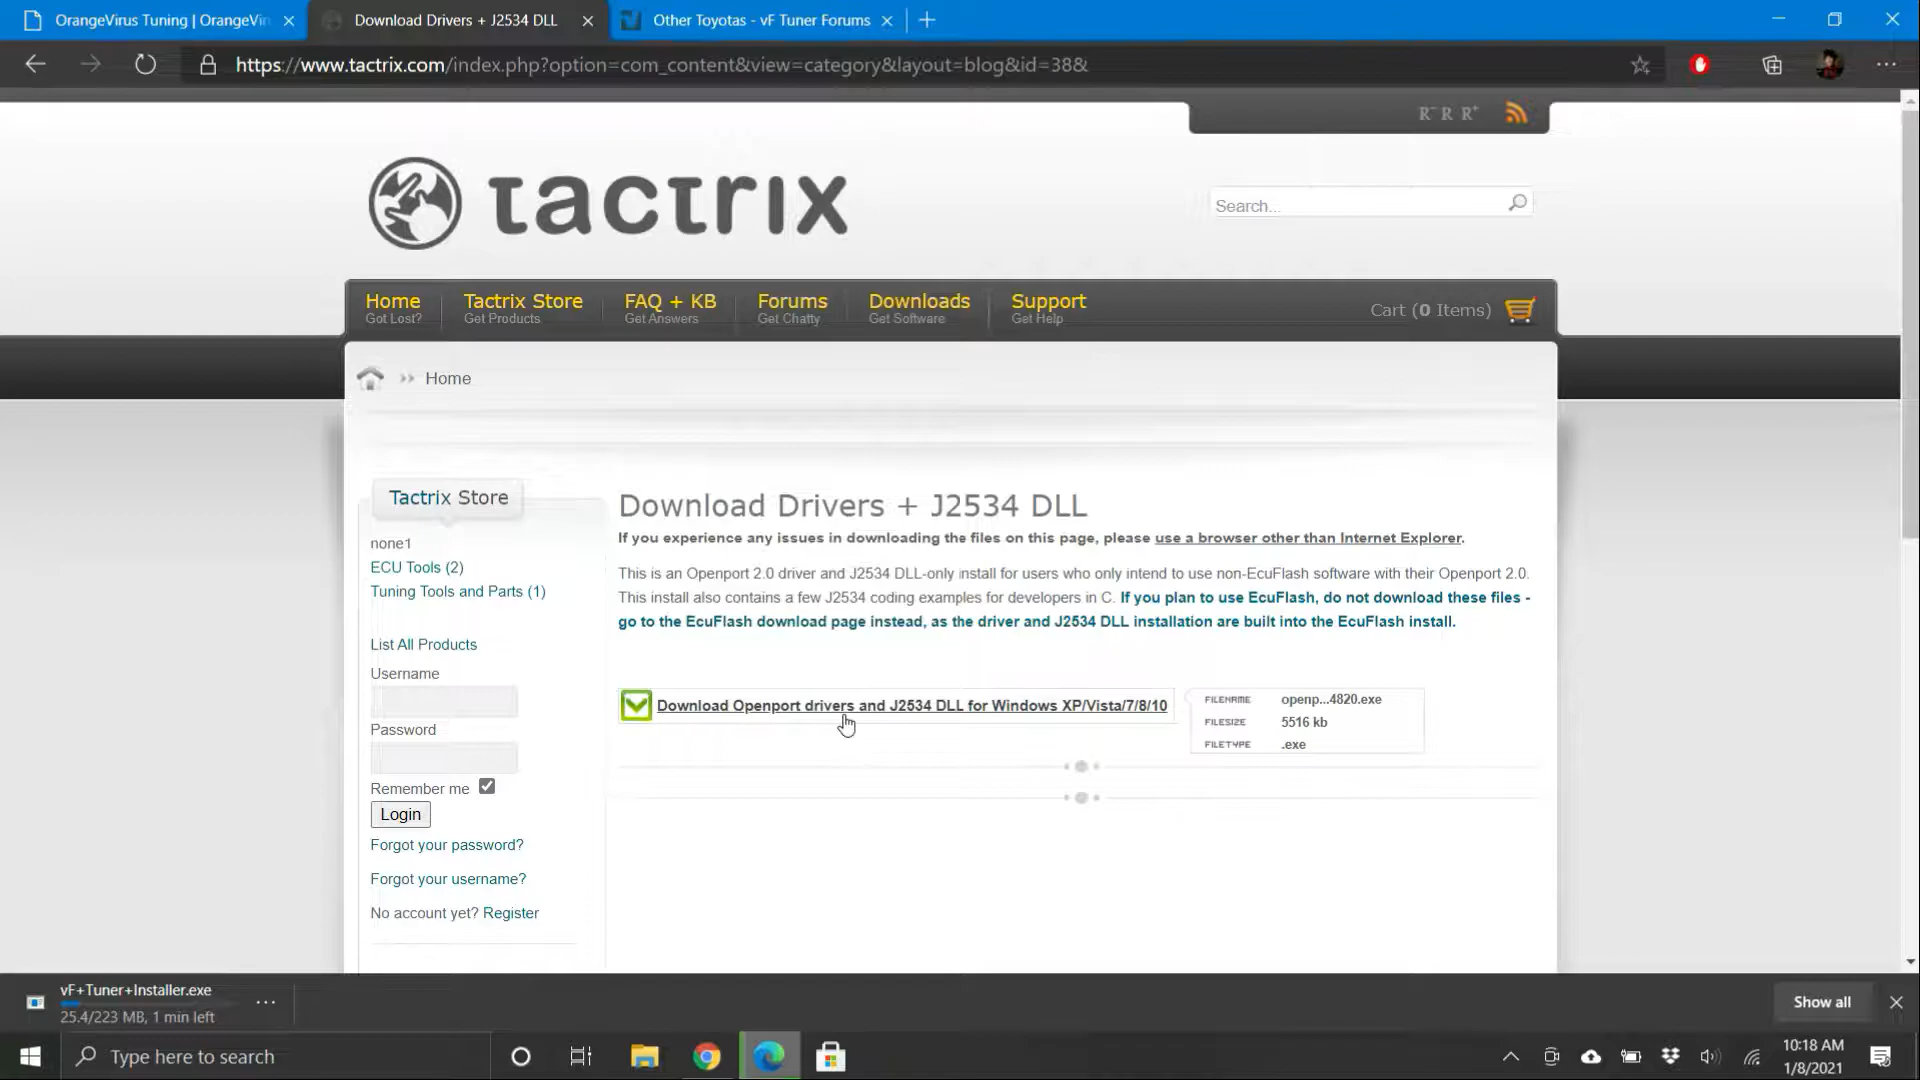 OrangeVirus Tuning | OrangeVir
Download Drivers + J2534 DLL
Other Toyotas - vF Tuner Forums
https://www.tactrix.com/index.php?option=com_content&view=category&layout=blog&id=38&
R- R R+
tactrix
Search...
Home
Got Lost?
Tactrix Store
Get Products
FAQ + KB
Get Answers
Forums
Get Chatty
Downloads
Get Software
Support
Get Help
Cart (0 Items)
Home
Tactrix Store
none1
ECU Tools (2)
Tuning Tools and Parts (1)
List All Products
Username
Password
Remember me
Login
Forgot your password?
Forgot your username?
No account yet? Register
Download Drivers + J2534 DLL
If you experience any issues in downloading the files on this page, please use a browser other than Internet Explorer.
This is an Openport 2.0 driver and J2534 DLL-only install for users who only intend to use non-EcuFlash software with their Openport 2.0.
This install also contains a few J2534 coding examples for developers in C. If you plan to use EcuFlash, do not download these files -
go to the EcuFlash download page instead, as the driver and J2534 DLL installation are built into the EcuFlash install.
Download Openport drivers and J2534 DLL for Windows XP/Vista/7/8/10
FILENAME openp...4820.exe
FILESIZE 5516 kb
FILETYPE .exe
vF+Tuner+Installer.exe
25.4/223 MB, 1 min left
Show all
Type here to search
10:18 AM
1/8/2021